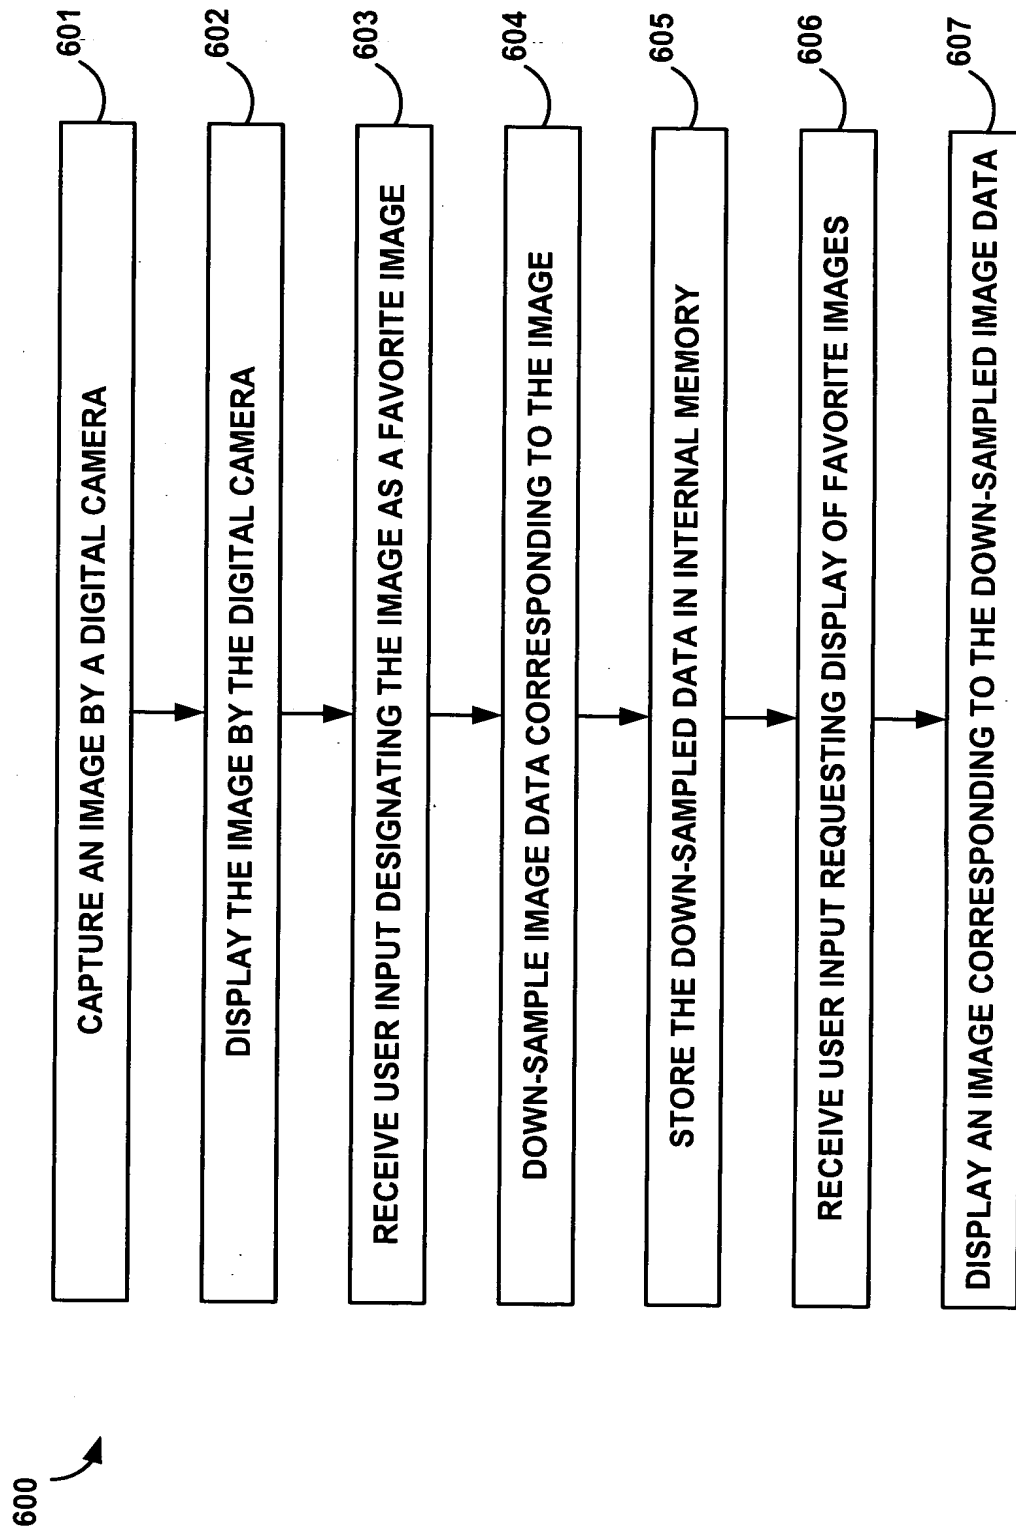 600
CAPTURE AN IMAGE BY A DIGITAL CAMERA
601
DISPLAY THE IMAGE BY THE DIGITAL CAMERA
602
RECEIVE USER INPUT DESIGNATING THE IMAGE AS A FAVORITE IMAGE
603
DOWN-SAMPLE IMAGE DATA CORRESPONDING TO THE IMAGE
604
STORE THE DOWN-SAMPLED DATA IN INTERNAL MEMORY
605
RECEIVE USER INPUT REQUESTING DISPLAY OF FAVORITE IMAGES
606
DISPLAY AN IMAGE CORRESPONDING TO THE DOWN-SAMPLED IMAGE DATA
607